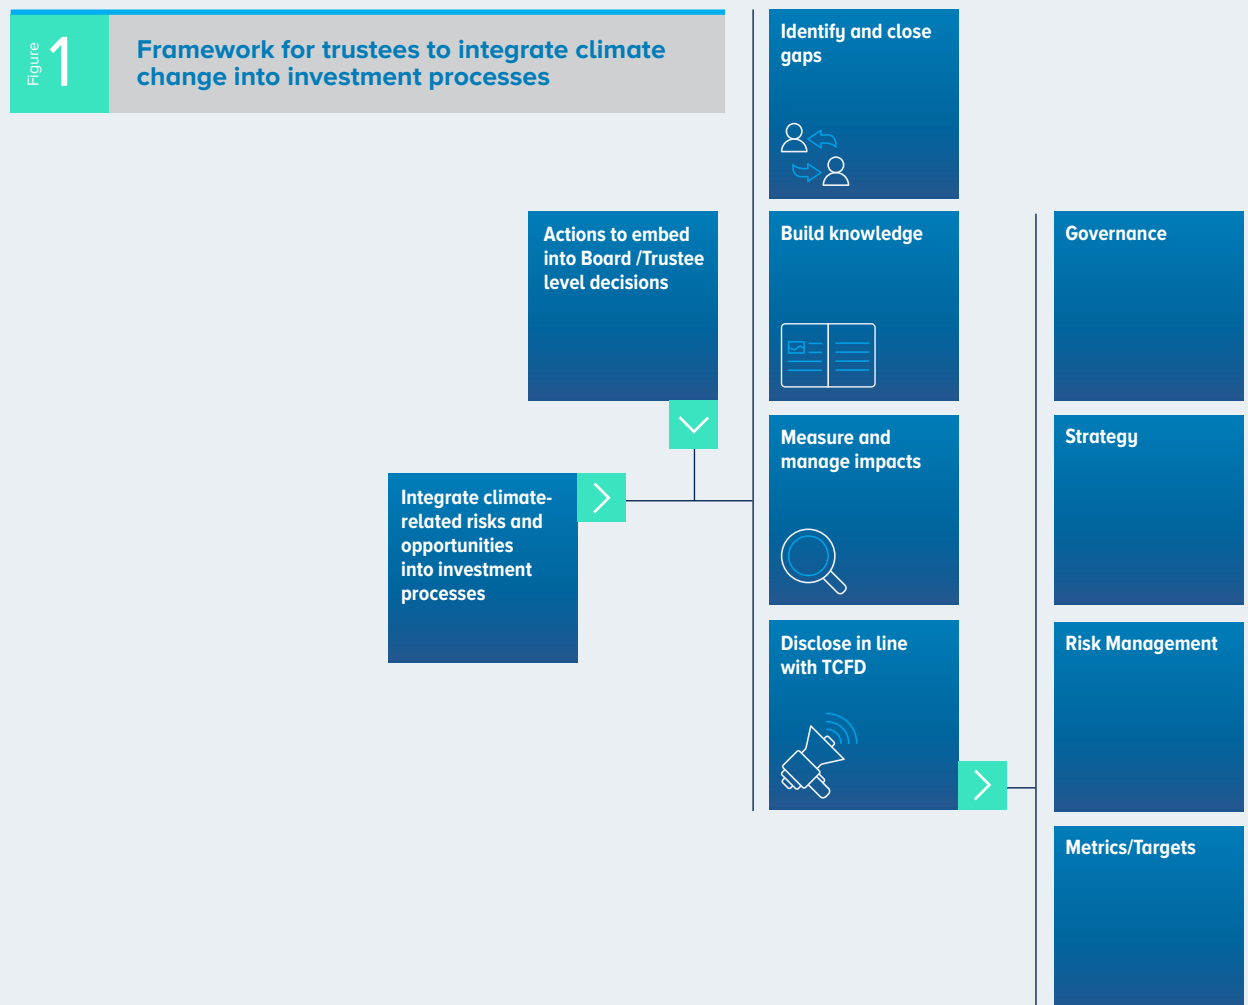 Figure
1
Framework for trustees to integrate climate
change into investment processes
Identify and close
gaps
Actions to embed
into Board /Trustee
level decisions
Build knowledge
Governance
Integrate climate-
related risks and
opportunities
into investment
processes
Measure and
manage impacts
Strategy
Disclose in line
with TCFD
Risk Management
Metrics/Targets